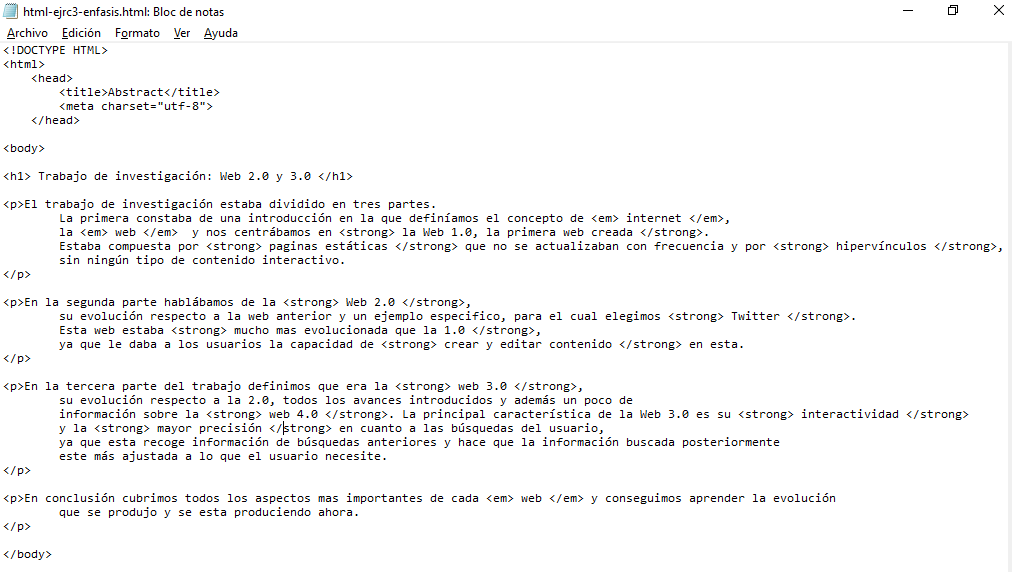 html-ejrc3-enfasis.html: Bloc de notas
Archivo Edición Formato Ver Ayuda
<!DOCTYPE HTML>
<html>
<head>
<title>Abstract</title>
<meta charset="utf-8">
</head>
<body>
<h1> Trabajo de investigación: Web 2.0 y 3.0 </h1>
<p>El trabajo de investigación estaba dividido en tres partes.
La primera constaba de una introducción en la que definíamos el concepto de <em> internet </em>,
la <em> web </em>  y nos centrábamos en <strong> la Web 1.0, la primera web creada </strong>.
Estaba compuesta por <strong> paginas estáticas </strong> que no se actualizaban con frecuencia y por <strong> hipervínculos </strong>,
sin ningún tipo de contenido interactivo.
</p>
<p>En la segunda parte hablábamos de la <strong> Web 2.0 </strong>,
su evolución respecto a la web anterior y un ejemplo especifico, para el cual elegimos <strong> Twitter </strong>.
Esta web estaba <strong> mucho mas evolucionada que la 1.0 </strong>,
ya que le daba a los usuarios la capacidad de <strong> crear y editar contenido </strong> en esta.
</p>
<p>En la tercera parte del trabajo definimos que era la <strong> web 3.0 </strong>,
su evolución respecto a la 2.0, todos los avances introducidos y además un poco de
información sobre la <strong> web 4.0 </strong>. La principal característica de la Web 3.0 es su <strong> interactividad </strong>
y la <strong> mayor precisión </strong> en cuanto a las búsquedas del usuario,
ya que esta recoge información de búsquedas anteriores y hace que la información buscada posteriormente
este más ajustada a lo que el usuario necesite.
</p>
<p>En conclusión cubrimos todos los aspectos mas importantes de cada <em> web </em> y conseguimos aprender la evolución
que se produjo y se esta produciendo ahora.
</p>
</body>